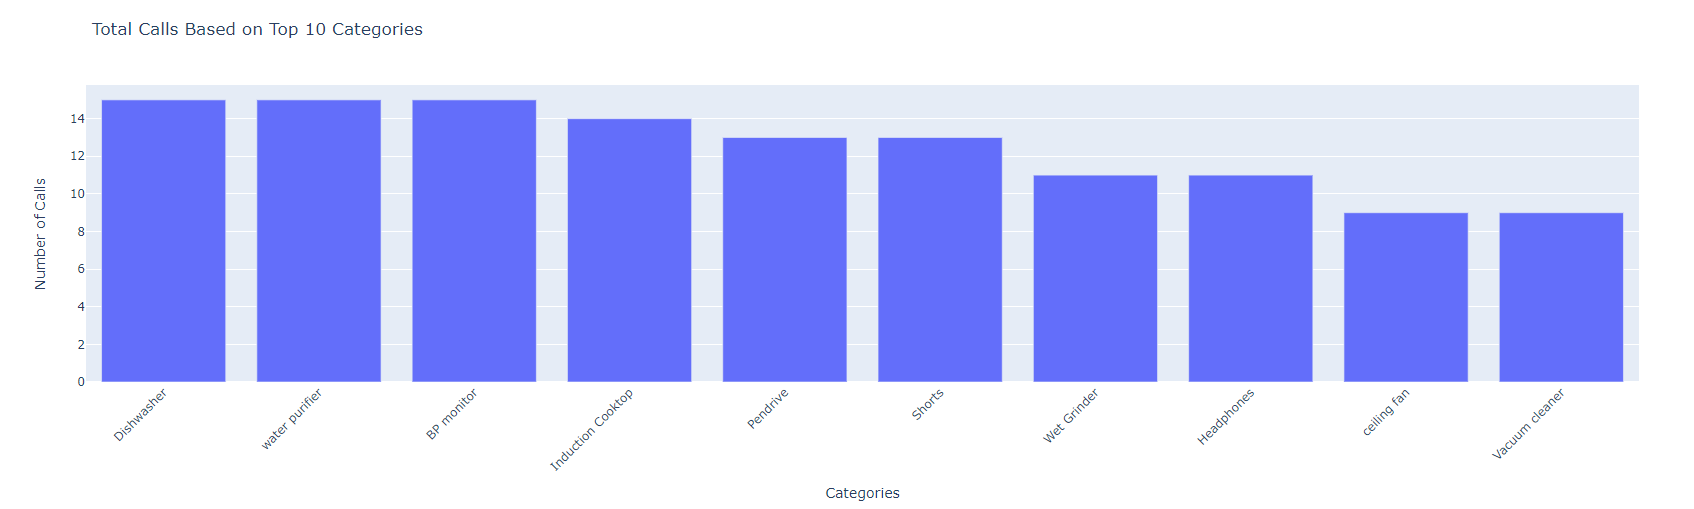 Total Calls Based on Top 10 Categories
Number of Calls
14
12
10
8
6
4
2
0
Dishwasher
water purifier
BP monitor
Induction Cooktop
Pendrive
Shorts
Wet Grinder
Headphones
ceiling fan
Vacuum cleaner
Categories